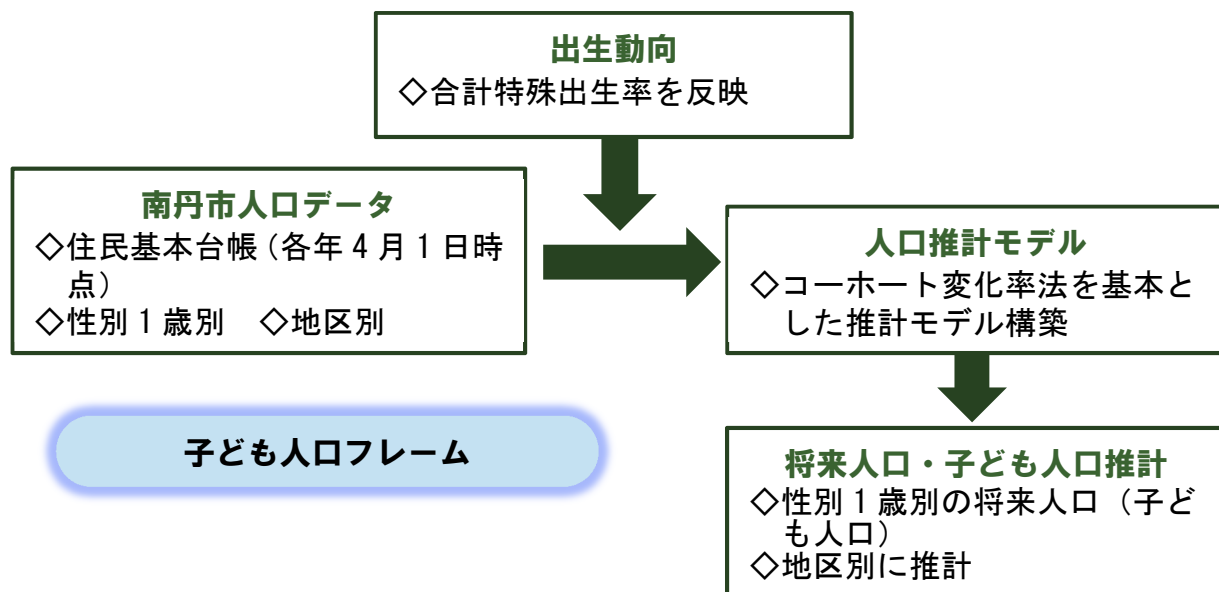 出生動向
◇合計特殊出生率を反映
南丹市人口データ
◇住民基本台帳（各年４月１日時
点）
◇性別１歳別　◇地区別
人口推計モデル
◇コーホート変化率法を基本と
した推計モデル構築
子ども人口フレーム
将来人口・子ども人口推計
◇性別１歳別の将来人口（子ど
も人口）
◇地区別に推計